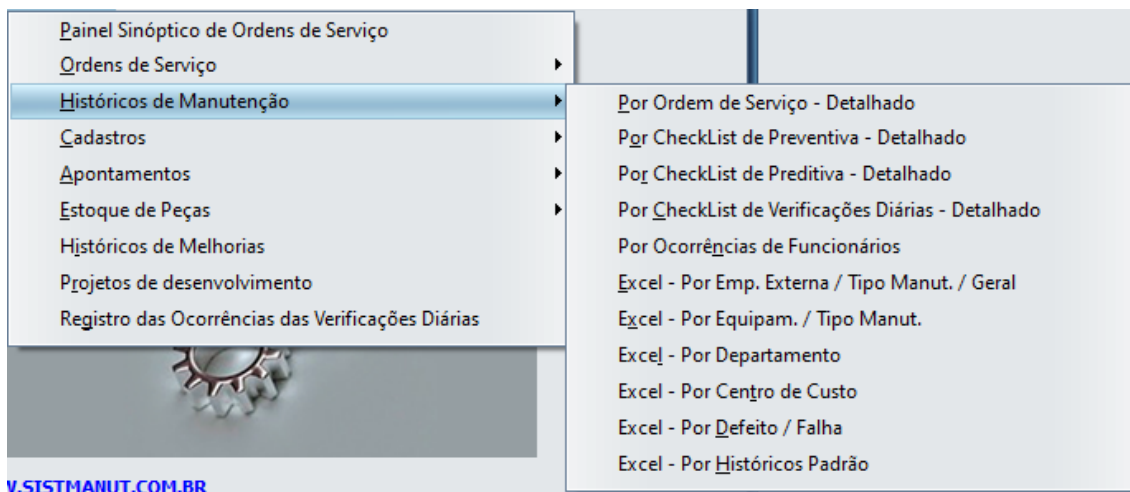 Painel Sinóptico de Ordens de Serviço
Ordens de Serviço
Históricos de Manutenção
Cadastros
Apontamentos
Estoque de Peças
Históricos de Melhorias
Projetos de desenvolvimento
Registro das Ocorrências das Verificações Diárias
Por Ordem de Serviço - Detalhado
Por CheckList de Preventiva - Detalhado
Por CheckList de Preditiva - Detalhado
Por CheckList de Verificações Diárias - Detalhado
Por Ocorrências de Funcionários
Excel - Por Emp. Externa / Tipo Manut. / Geral
Excel - Por Equipam. / Tipo Manut.
Excel - Por Departamento
Excel - Por Centro de Custo
Excel - Por Defeito / Falha
Excel - Por Históricos Padrão
.SISTMANUT.COM.BR